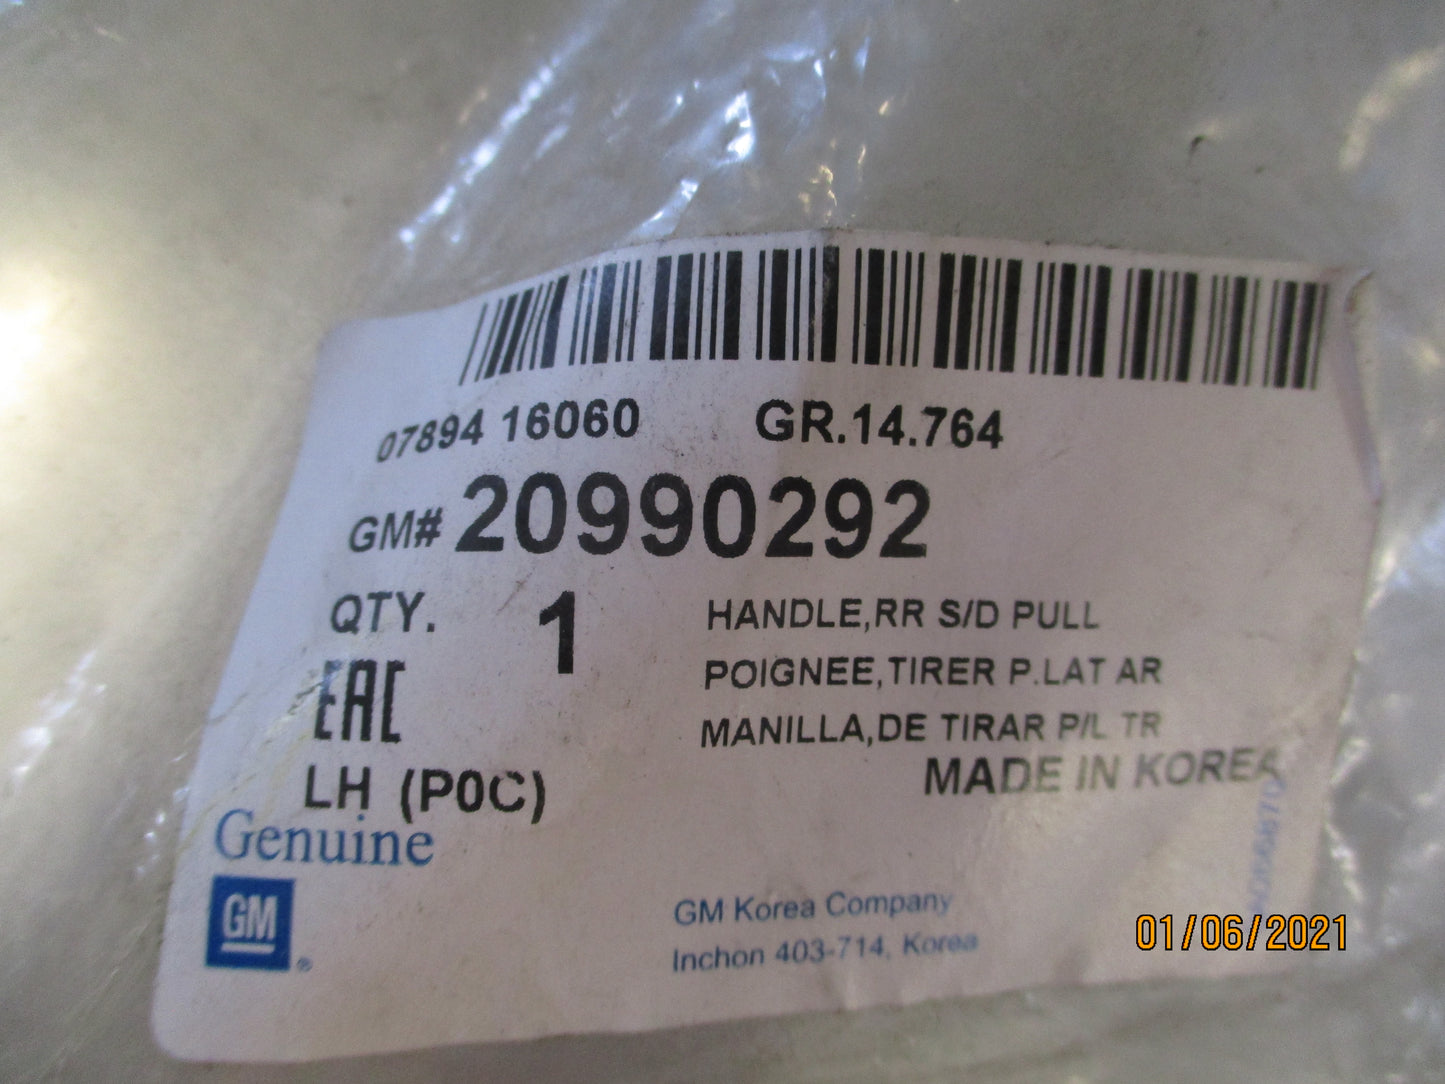 07894 16060 GR.14.764
GM# 20990292
QTY. 1
HANDLE,RR S/D PULL
POIGNEE,TIRER P.LAT AR
MANILLA,DE TIRAR P/L TR
EAC
LH (P0C)
MADE IN KOREA
Genuine
GM
®
GM Korea Company
Inchon 403-714, Korea
01/06/2021